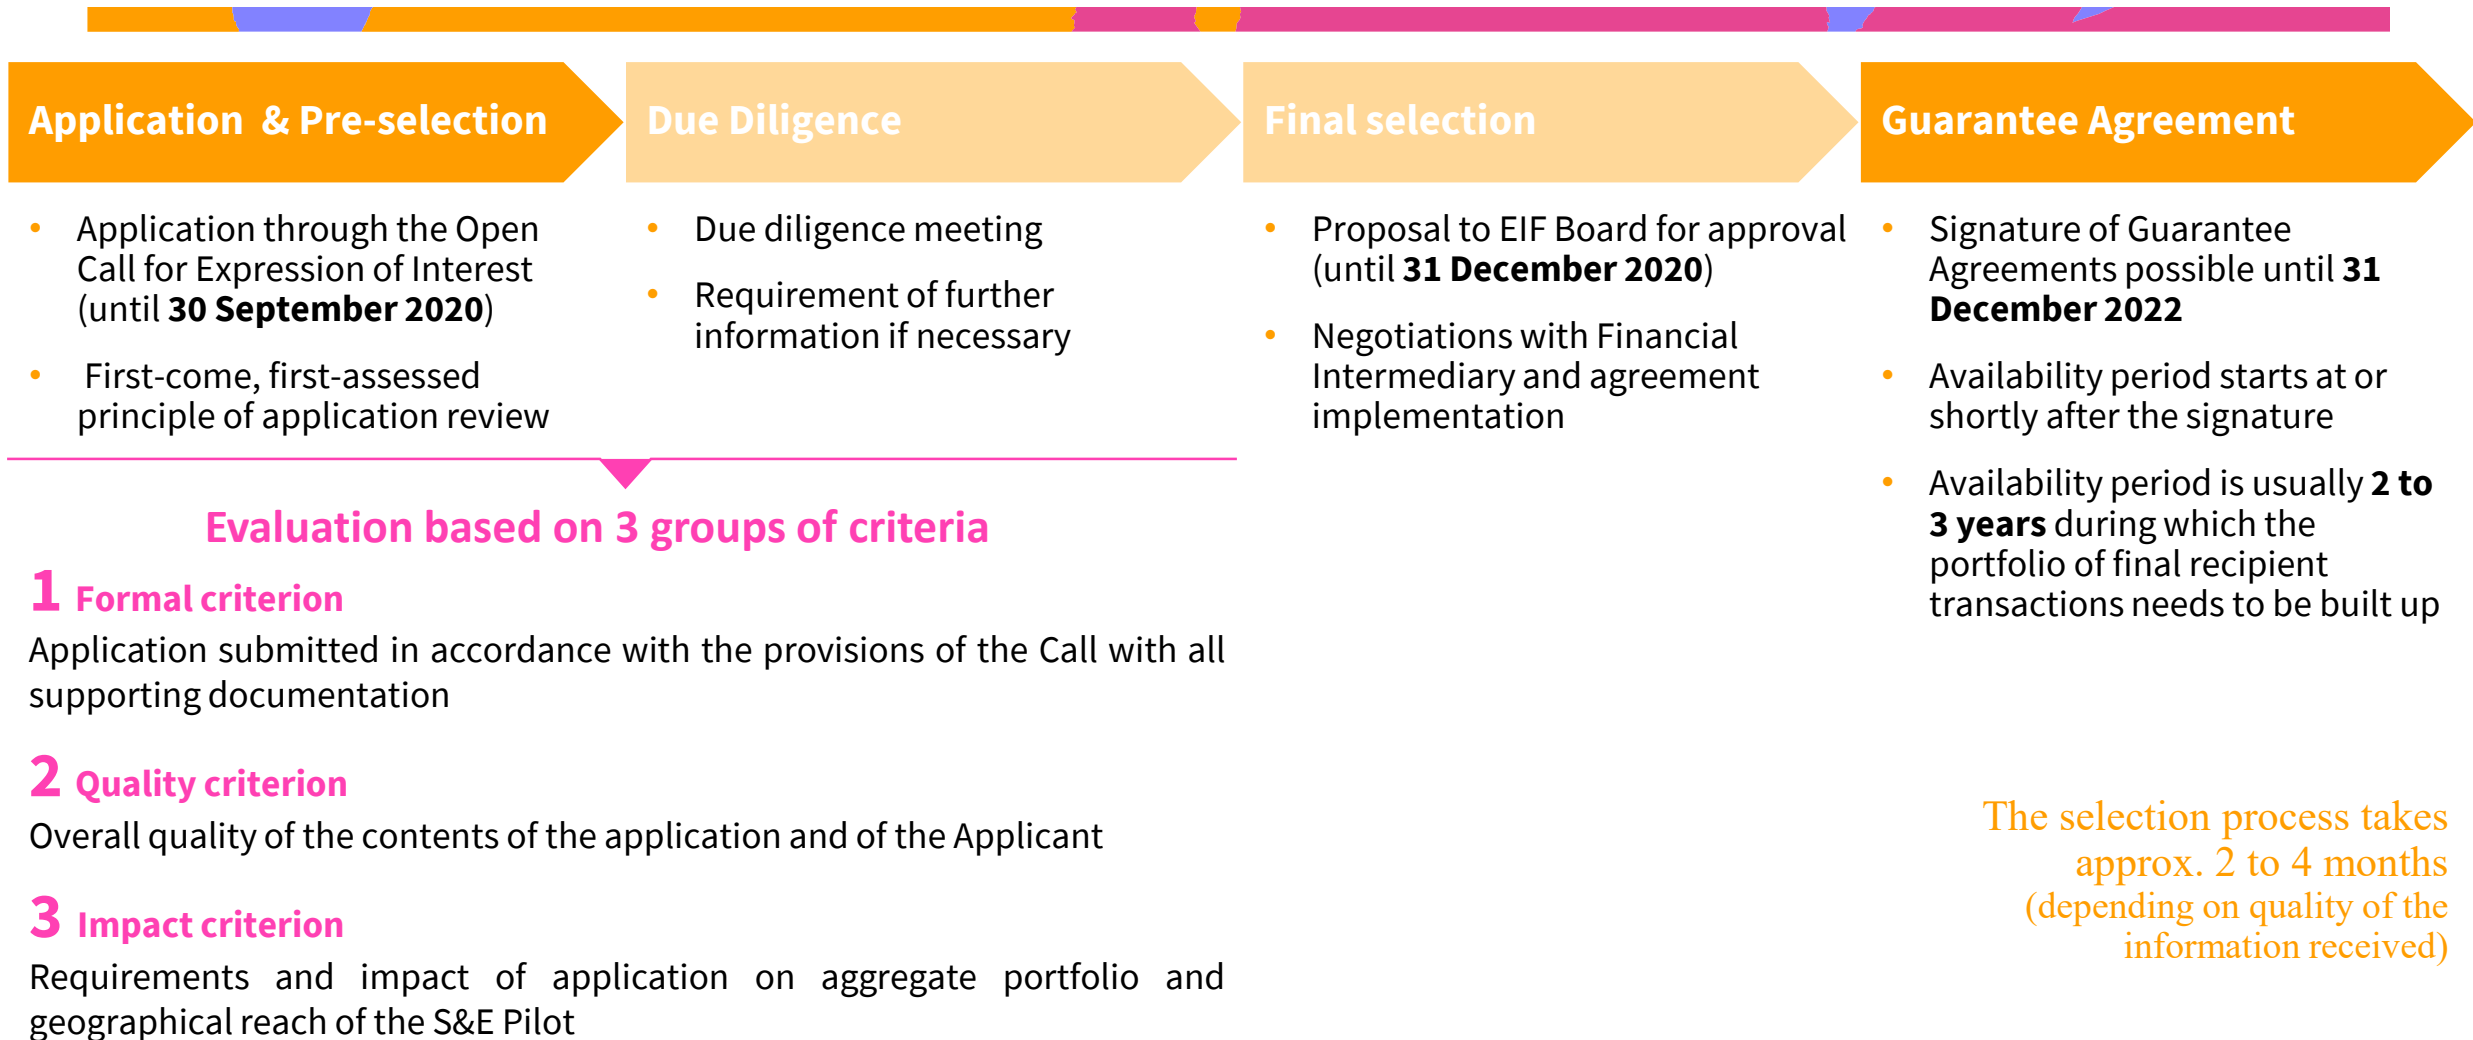 Application & Pre-selection
• Application through the Open
Call for Expression of Interest
(until 30 September 2020)
• First-come, first-assessed
principle of application review
Due Diligence
• Due diligence meeting
• Requirement of further
information if necessary
Final selection
• Proposal to EIF Board for approval
(until 31 December 2020)
• Negotiations with Financial
Intermediary and agreement
implementation
Guarantee Agreement
• Signature of Guarantee
Agreements possible until 31
December 2022
• Availability period starts at or
shortly after the signature
• Availability period is usually 2 to
3 years during which the
portfolio of final recipient
transactions needs to be built up
Evaluation based on 3 groups of criteria
1 Formal criterion
Application submitted in accordance with the provisions of the Call with all
supporting documentation
2 Quality criterion
Overall quality of the contents of the application and of the Applicant
3 Impact criterion
Requirements and impact of application on aggregate portfolio and
geographical reach of the S&E Pilot
The selection process takes
approx. 2 to 4 months
(depending on quality of the
information received)